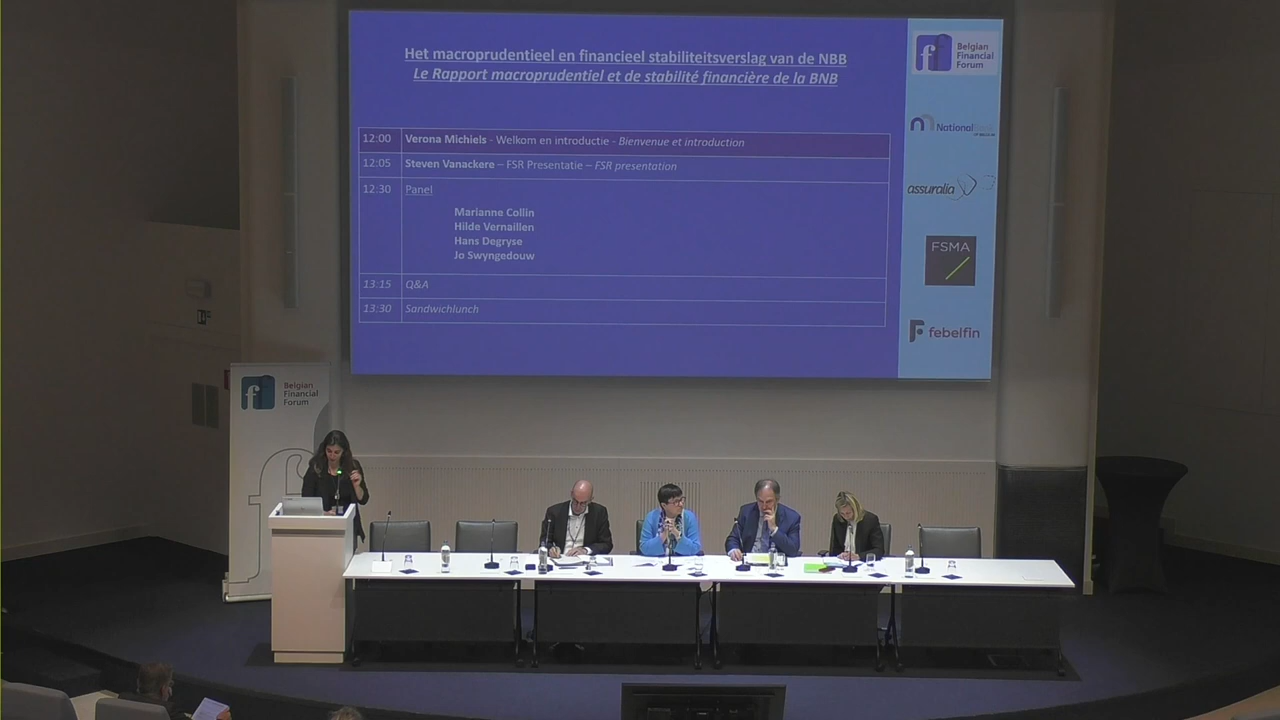 Het macroprudentieel en financieel stabiliteitsverslag van de NBB
Le Rapport macroprudentiel et de stabilité financière de la BNB
12:00 Verona Michiels - Welkom en introductie - Bienvenue et introduction
12:05 Steven Vanackere – FSR Presentatie – FSR presentation
12:30 Panel
Marianne Collin
Hilde Vernaillen
Hans Degryse
Jo Swyngedouw
13:15 Q&A
13:30 Sandwichlunch
f
Belgian
Financial
Forum
National
OF BELGIUM
assuralia
FSMA
febelfin
f
Belgian
Financial
Forum
f